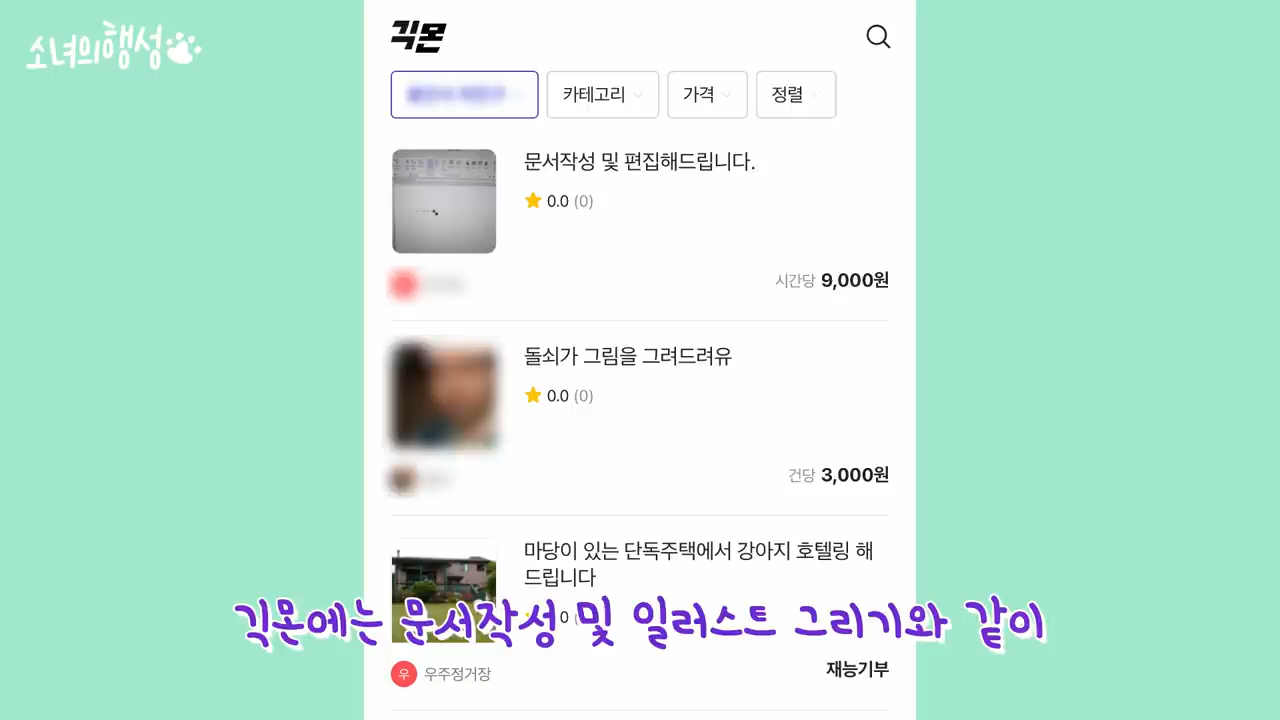 소녀의행성
긱몬
카테고리
가격
정렬
문서작성 및 편집해드립니다.
0.0 (0)
시간당 9,000원
돌쇠가 그림을 그려드려유
0.0 (0)
건당 3,000원
마당이 있는 단독주택에서 강아지 호텔링 해
드립니다
긱몬에는 문서작성 및 일러스트 그리기와 같이
우 우주정거장
재능기부